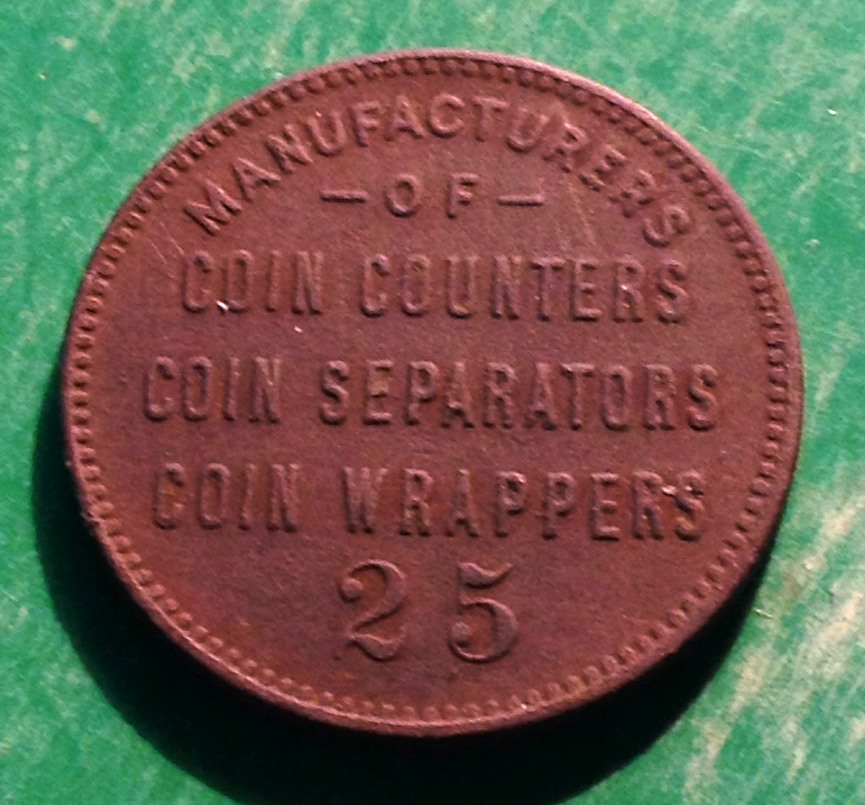 MANUFACTURERS
— OF —
COIN COUNTERS
COIN SEPARATORS
COIN WRAPPERS
25